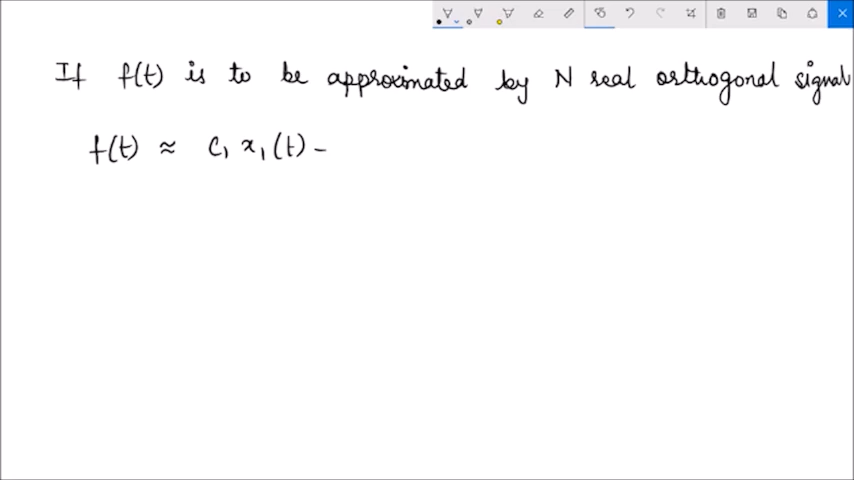 If f(t) is to be approximated by N real orthogonal signal
f(t) ≈ C₁ x₁(t) –